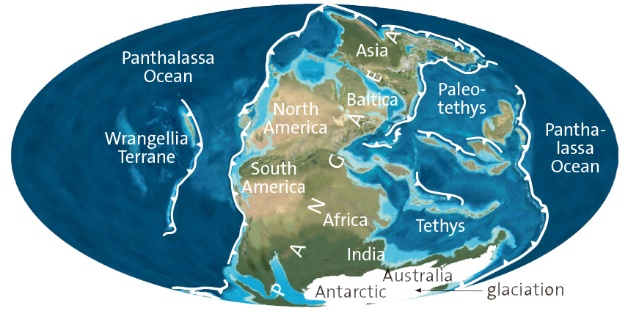 Panthalassa
Ocean
Wrangellia
Terrane
Asia
North
America
Baltica
Paleo-
tethys
Pantha-
lassa
Ocean
South
America
Africa
Tethys
India
Australia
Antarctic
glaciation
PANGAEA